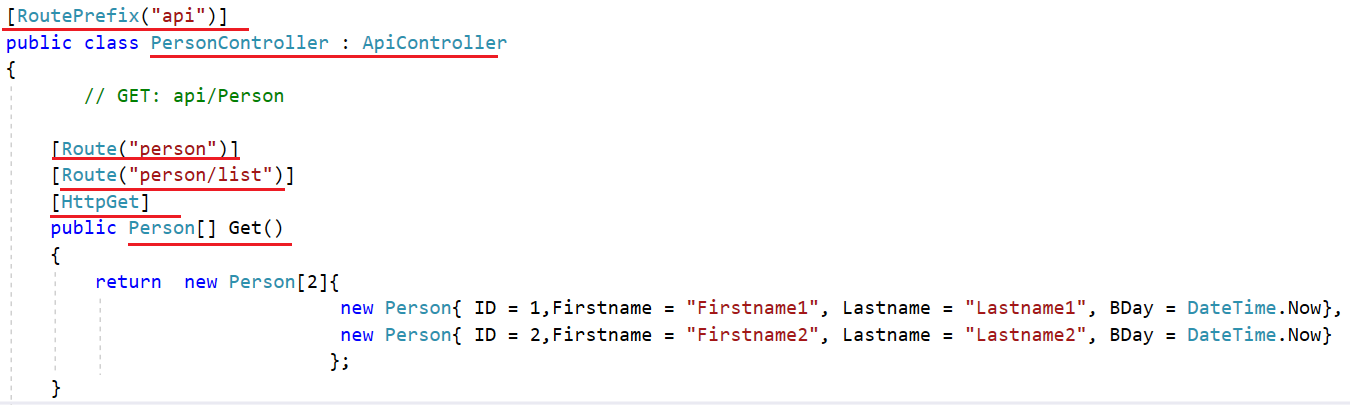 [RoutePrefix("api")]
public class PersonController : ApiController
{
// GET: api/Person
[Route("person")]
[Route("person/list")]
[HttpGet]
public Person[] Get()
{
return  new Person[2]{
new Person{ ID = 1,Firstname = "Firstname1", Lastname = "Lastname1", BDay = DateTime.Now},
new Person{ ID = 2,Firstname = "Firstname2", Lastname = "Lastname2", BDay = DateTime.Now}
};
}